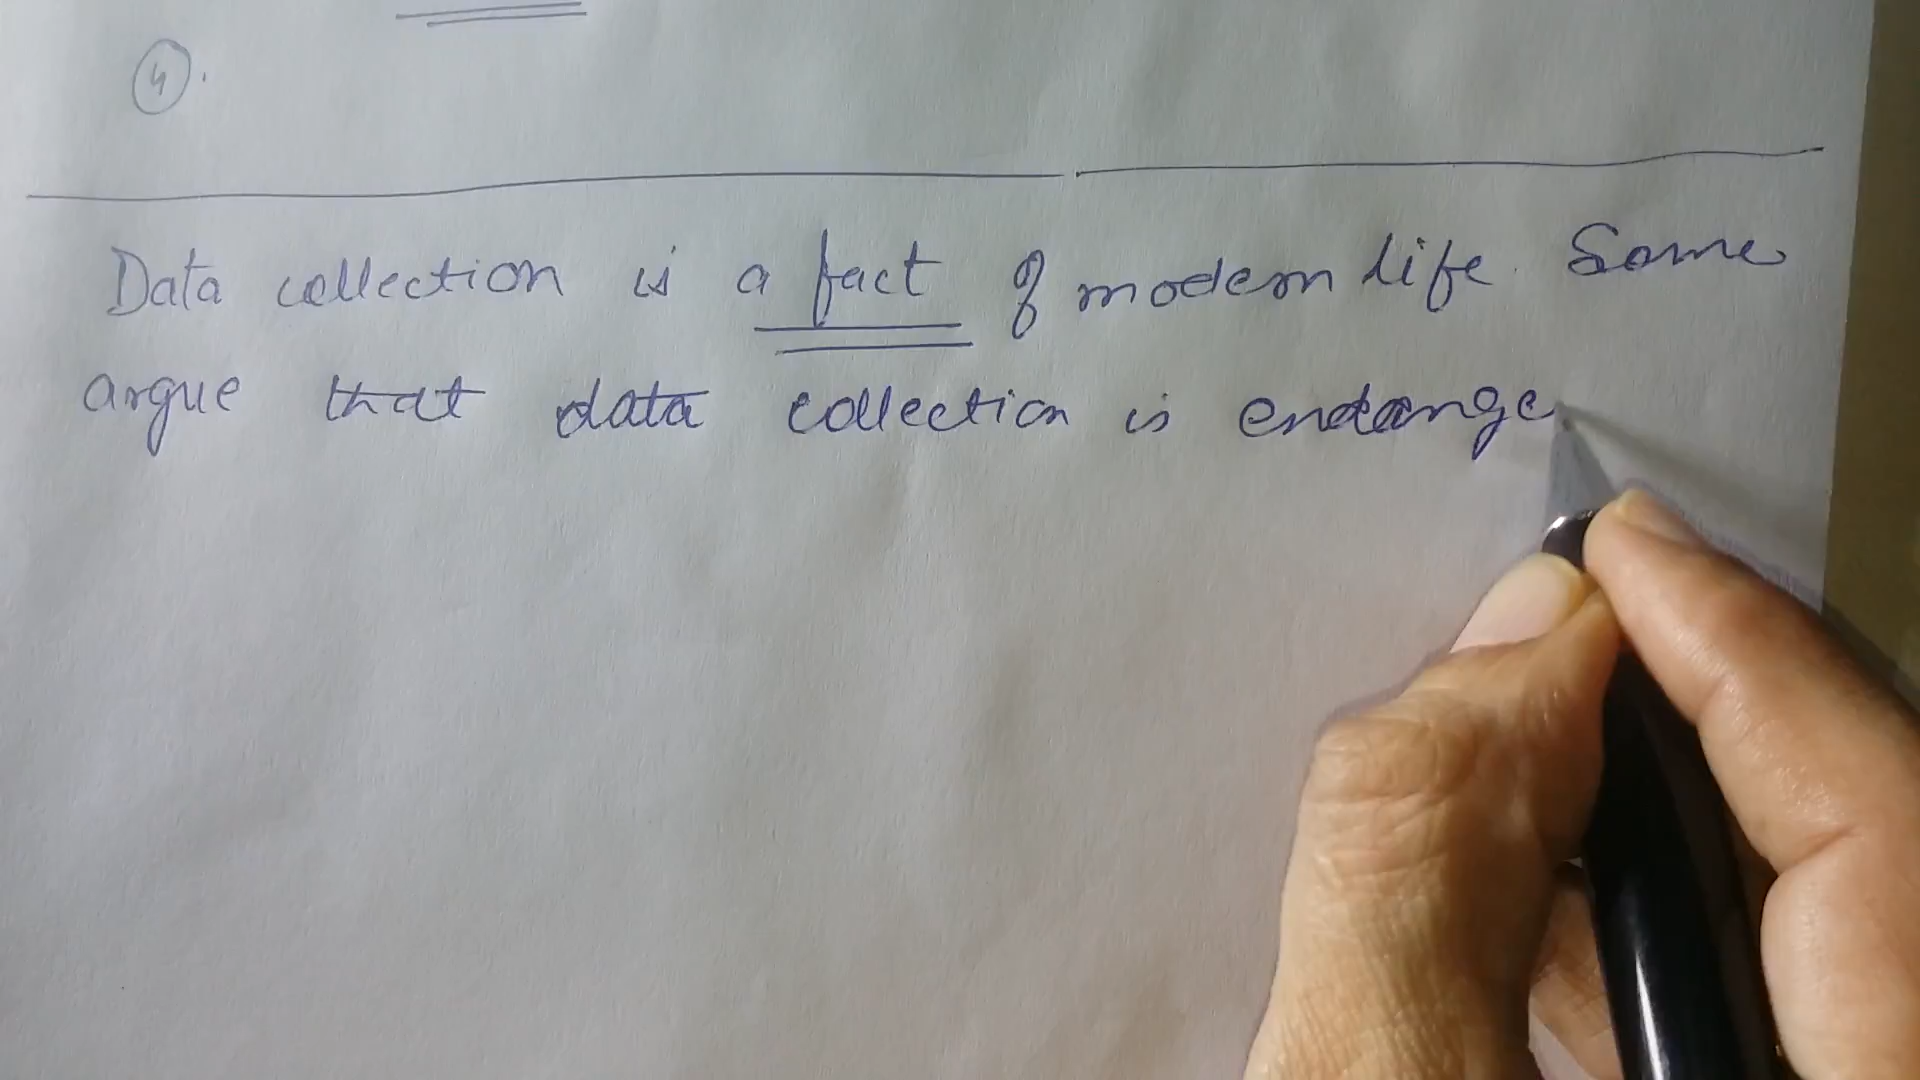 4.
Data collection is a fact of modern life. Some
argue that data collection is endange